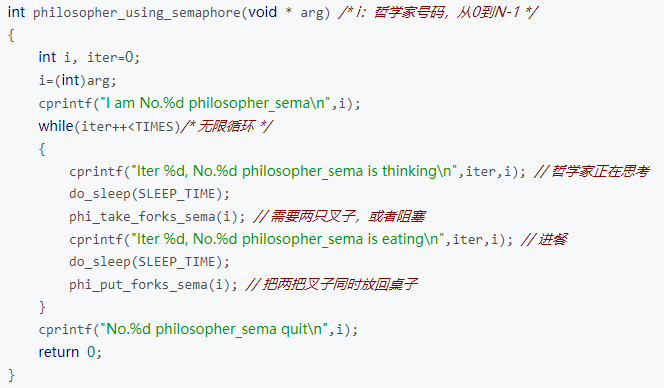 int philosopher_using_semaphore(void * arg) /* i：哲学家号码，从0到N-1 */
{
    int i, iter=0;
    i=(int)arg;
    cprintf("I am No.%d philosopher_sema\n",i);
    while(iter++<TIMES)/* 无限循环 */
    {
        cprintf("Iter %d, No.%d philosopher_sema is thinking\n",iter,i); // 哲学家正在思考
        do_sleep(SLEEP_TIME);
        phi_take_forks_sema(i); // 需要两只叉子，或者阻塞
        cprintf("Iter %d, No.%d philosopher_sema is eating\n",iter,i); // 进餐
        do_sleep(SLEEP_TIME);
        phi_put_forks_sema(i); // 把两把叉子同时放回桌子
    }
    cprintf("No.%d philosopher_sema quit\n",i);
    return 0;
}